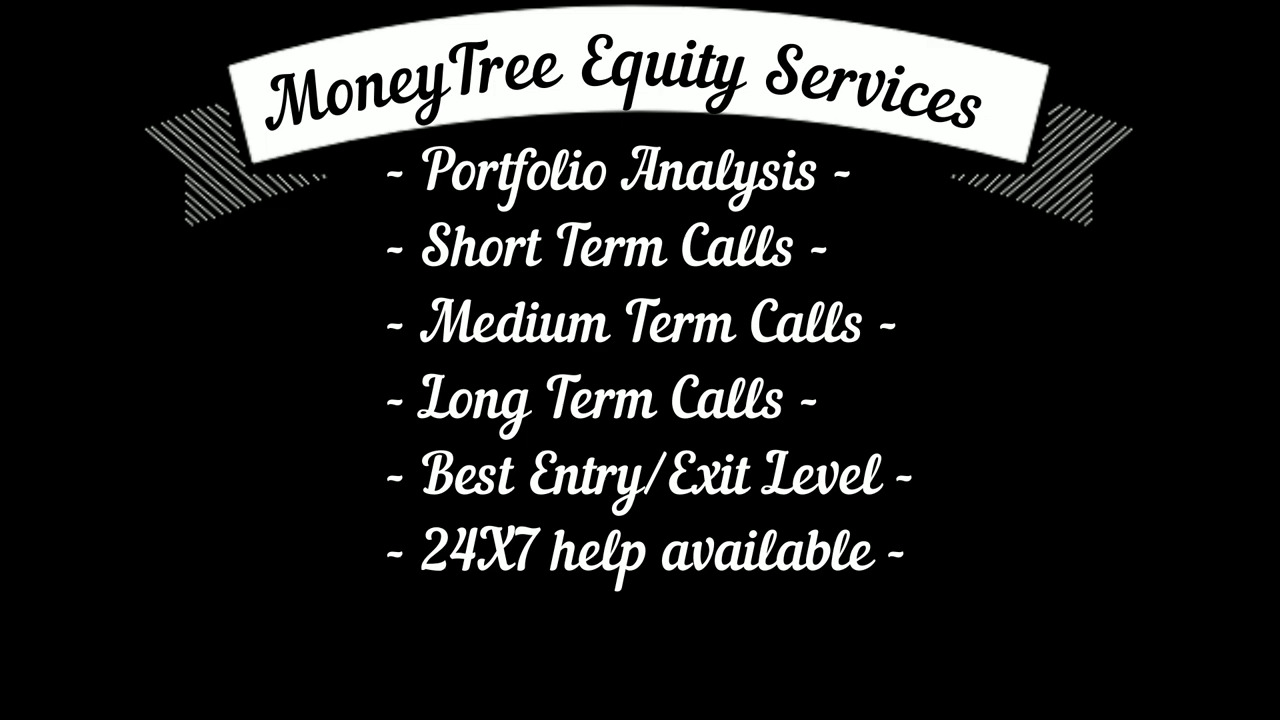 MoneyTree Equity Services
- Portfolio Analysis -
- Short Term Calls -
- Medium Term Calls -
- Long Term Calls -
- Best Entry/Exit Level -
- 24X7 help available -